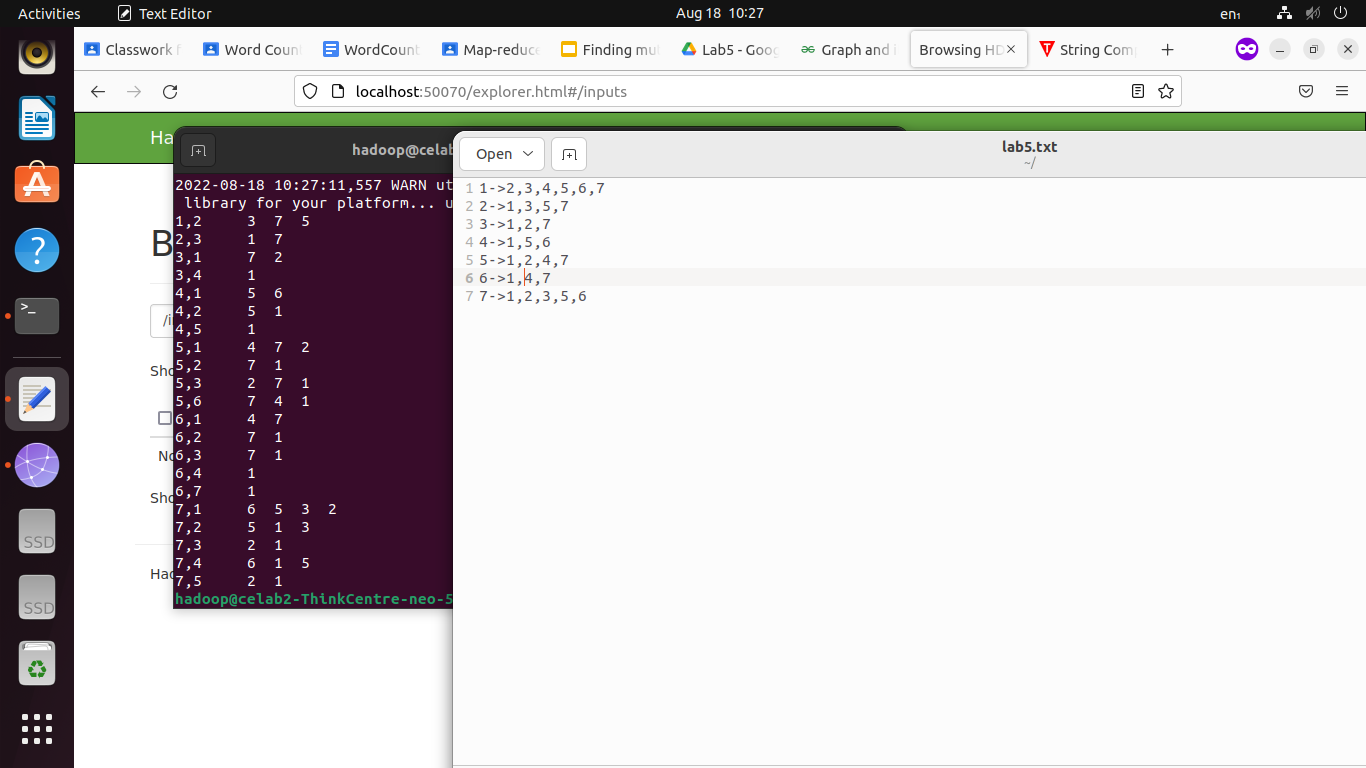 Activities
Text Editor
Aug 18 10:27
en₁
Classwork f
Word Coun
WordCount
Map-reduce
Finding mut
Lab5 - Goog
Graph and i
Browsing HD
String Com
localhost:50070/explorer.html#/inputs
Ha
hadoop@celab
Open
lab5.txt
~/
2022-08-18 10:27:11,557 WARN ut
library for your platform... u
1,2 3 7 5
2,3 1 7
3,1 7 2
3,4 1
4,1 5 6
4,2 5 1
4,5 1
5,1 4 7 2
5,2 7 1
5,3 2 7 1
5,6 7 4 1
6,1 4 7
6,2 7 1
6,3 7 1
6,4 1
6,7 1
7,1 6 5 3 2
7,2 5 1 3
7,3 2 1
7,4 6 1 5
7,5 2 1
hadoop@celab2-ThinkCentre-neo-5
1 1->2,3,4,5,6,7
2 2->1,3,5,7
3 3->1,2,7
4 4->1,5,6
5 5->1,2,4,7
6 6->1,4,7
7 7->1,2,3,5,6
B
/i
Sho
No
Sho
Had
SSD
SSD